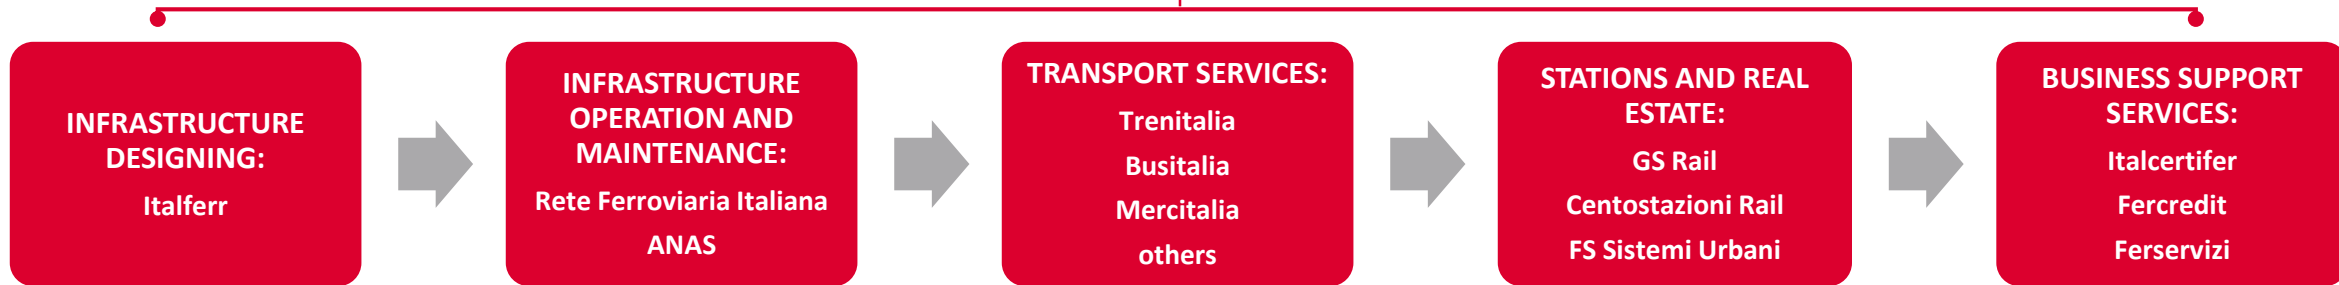 INFRASTRUCTURE
DESIGNING:
Italferr
INFRASTRUCTURE
OPERATION AND
MAINTENANCE:
Rete Ferroviaria Italiana
ANAS
TRANSPORT SERVICES:
Trenitalia
Busitalia
Mercitalia
others
STATIONS AND REAL
ESTATE:
GS Rail
Centostazioni Rail
FS Sistemi Urbani
BUSINESS SUPPORT
SERVICES:
Italcertifer
Fercredit
Ferservizi